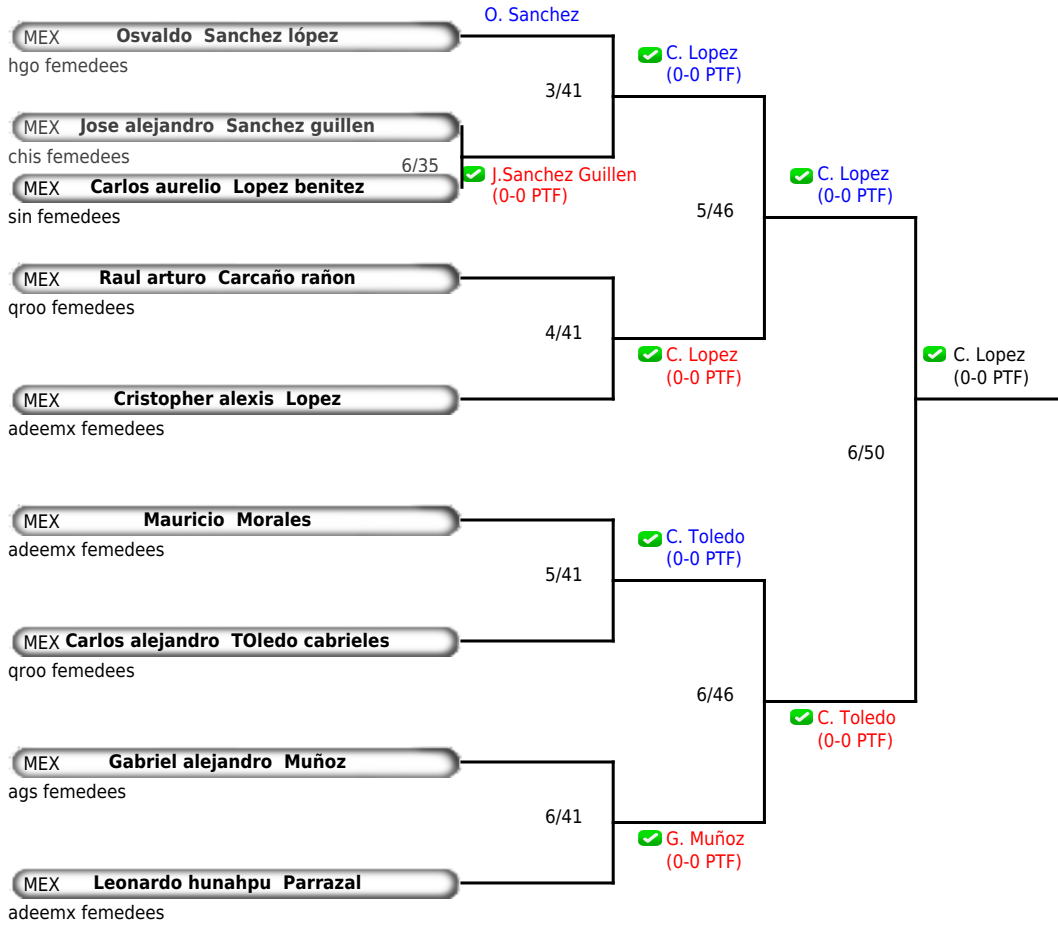 O. Sanchez
MEX Osvaldo Sanchez lópez
hgo femedees
C. Lopez
(0-0 PTF)
3/41
MEX Jose alejandro Sanchez guillen
chis femedees
6/35
J.Sanchez Guillen
(0-0 PTF)
C. Lopez
(0-0 PTF)
MEX Carlos aurelio Lopez benitez
sin femedees
5/46
MEX Raul arturo Carcaño rañon
qroo femedees
4/41
C. Lopez
(0-0 PTF)
C. Lopez
(0-0 PTF)
MEX Cristopher alexis Lopez
adeemx femedees
6/50
MEX Mauricio Morales
adeemx femedees
C. Toledo
(0-0 PTF)
5/41
MEX Carlos alejandro TOledo cabrieles
qroo femedees
6/46
C. Toledo
(0-0 PTF)
MEX Gabriel alejandro Muñoz
ags femedees
6/41
G. Muñoz
(0-0 PTF)
MEX Leonardo hunahpu Parrazal
adeemx femedees